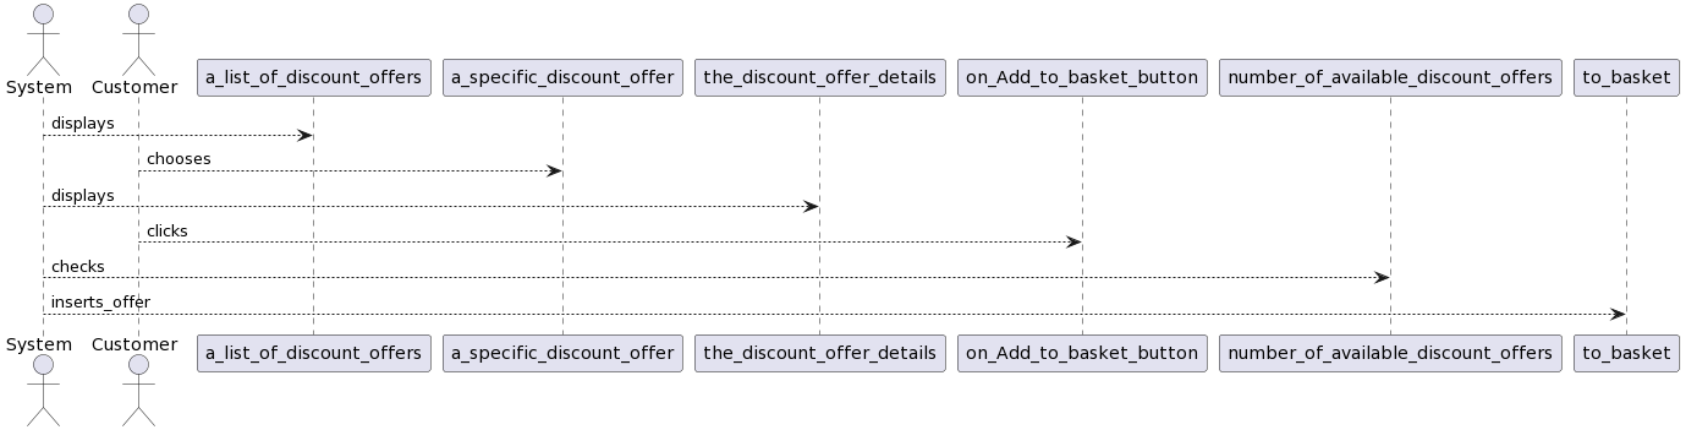 System Customer a_list_of_discount_offers a_specific_discount_offer the_discount_offer_details on_Add_to_basket_button number_of_available_discount_offers to_basket
displays
chooses
displays
clicks
checks
inserts_offer
System Customer a_list_of_discount_offers a_specific_discount_offer the_discount_offer_details on_Add_to_basket_button number_of_available_discount_offers to_basket